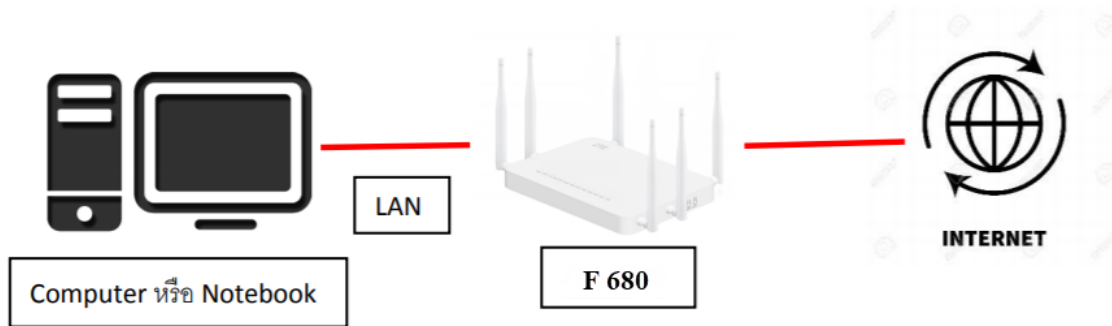 LAN
INTERNET
Computer หรือ Notebook
F 680